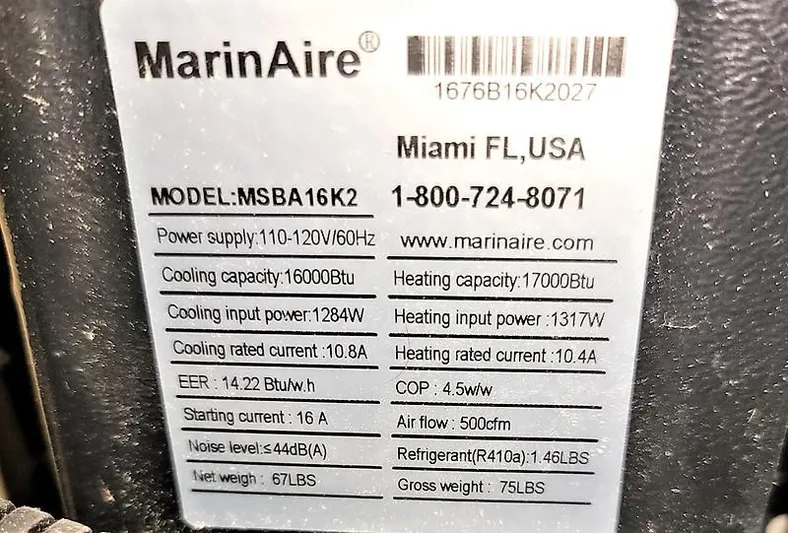 MarinAire®
1676B16K2027
Miami FL,USA
MODEL:MSBA16K2 1-800-724-8071
Power supply:110-120V/60Hz www.marinaire.com
Cooling capacity:16000Btu Heating capacity:17000Btu
Cooling input power:1284W Heating input power :1317W
Cooling rated current :10.8A Heating rated current :10.4A
EER : 14.22 Btu/w.h COP : 4.5w/w
Starting current : 16 A Air flow : 500cfm
Noise level:≤44dB(A) Refrigerant(R410a):1.46LBS
Net weigh : 67LBS Gross weight : 75LBS